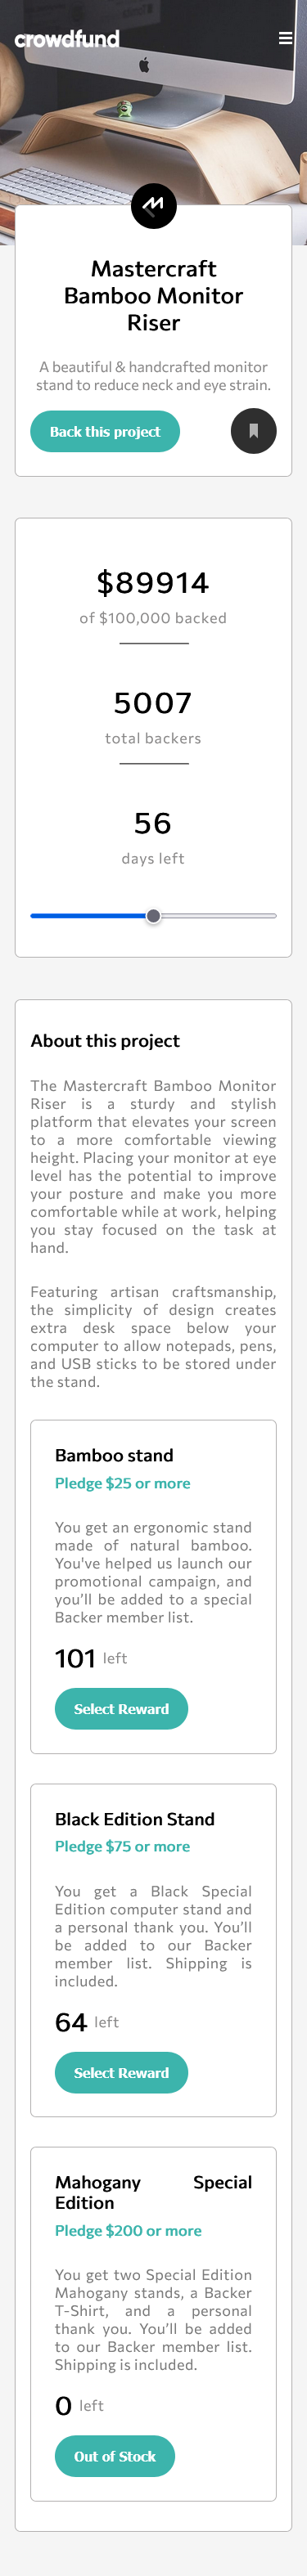 crowdfund
Mastercraft
Bamboo Monitor
Riser
A beautiful & handcrafted monitor
stand to reduce neck and eye strain.
Back this project
$89914
of $100,000 backed
5007
total backers
56
days left
About this project
The Mastercraft Bamboo Monitor
Riser is a sturdy and stylish
platform that elevates your screen
to a more comfortable viewing
height. Placing your monitor at eye
level has the potential to improve
your posture and make you more
comfortable while at work, helping
you stay focused on the task at
hand.
Featuring artisan craftsmanship,
the simplicity of design creates
extra desk space below your
computer to allow notepads, pens,
and USB sticks to be stored under
the stand.
Bamboo stand
Pledge $25 or more
You get an ergonomic stand
made of natural bamboo.
You've helped us launch our
promotional campaign, and
you’ll be added to a special
Backer member list.
101 left
Select Reward
Black Edition Stand
Pledge $75 or more
You get a Black Special
Edition computer stand and
a personal thank you. You’ll
be added to our Backer
member list. Shipping is
included.
64 left
Select Reward
Mahogany Special
Edition
Pledge $200 or more
You get two Special Edition
Mahogany stands, a Backer
T-Shirt, and a personal
thank you. You’ll be added
to our Backer member list.
Shipping is included.
0 left
Out of Stock